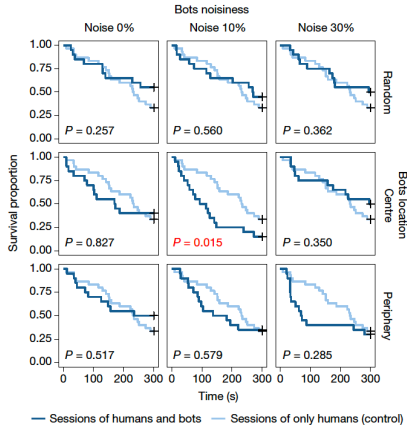 Bots noisiness
Noise 0% Noise 10% Noise 30%
1.00
0.75
0.50
0.25
0.00
P = 0.257
P = 0.560
P = 0.362
Random
1.00
0.75
0.50
0.25
0.00
P = 0.827
P = 0.015
P = 0.350
Centre
1.00
0.75
0.50
0.25
0.00
P = 0.517
P = 0.579
P = 0.285
Periphery
Survival proportion
Bots location
0 100 200 300 0 100 200 300 0 100 200 300
Time (s)
Sessions of humans and bots Sessions of only humans (control)